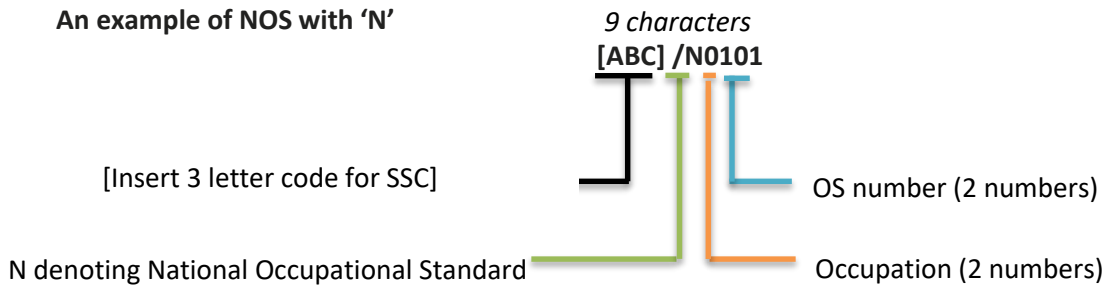 An example of NOS with ‘N’
9 characters
[ABC] /N0101
[Insert 3 letter code for SSC]
OS number (2 numbers)
N denoting National Occupational Standard
Occupation (2 numbers)